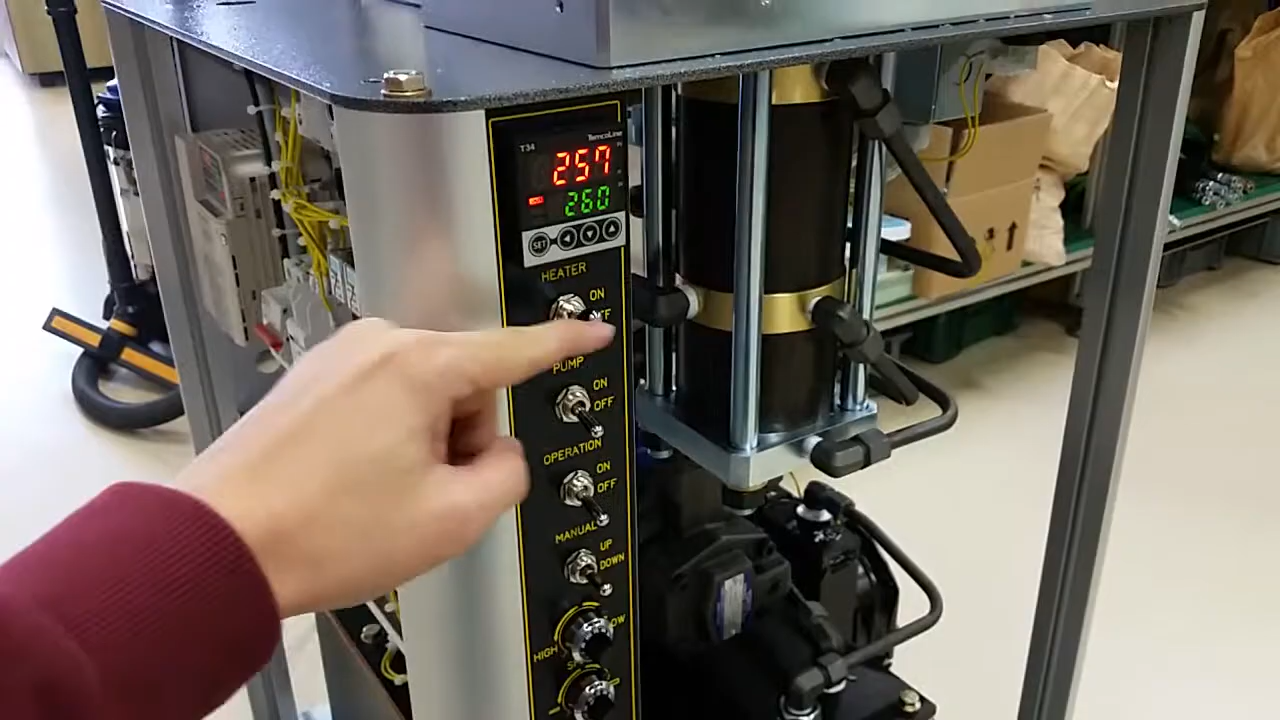 TemcoLine
T34
257
260
SET
HEATER
ON
PUMP
ON
OFF
OPERATION
ON
OFF
MANUAL
UP
DOWN
HIGH